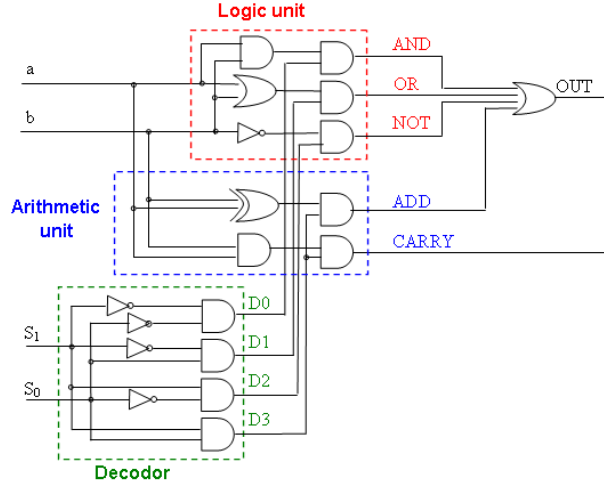 Logic unit
AND
a
OR
OUT
b
NOT
Arithmetic
unit
ADD
CARRY
D0
S1
D1
S0
D2
D3
Decodor